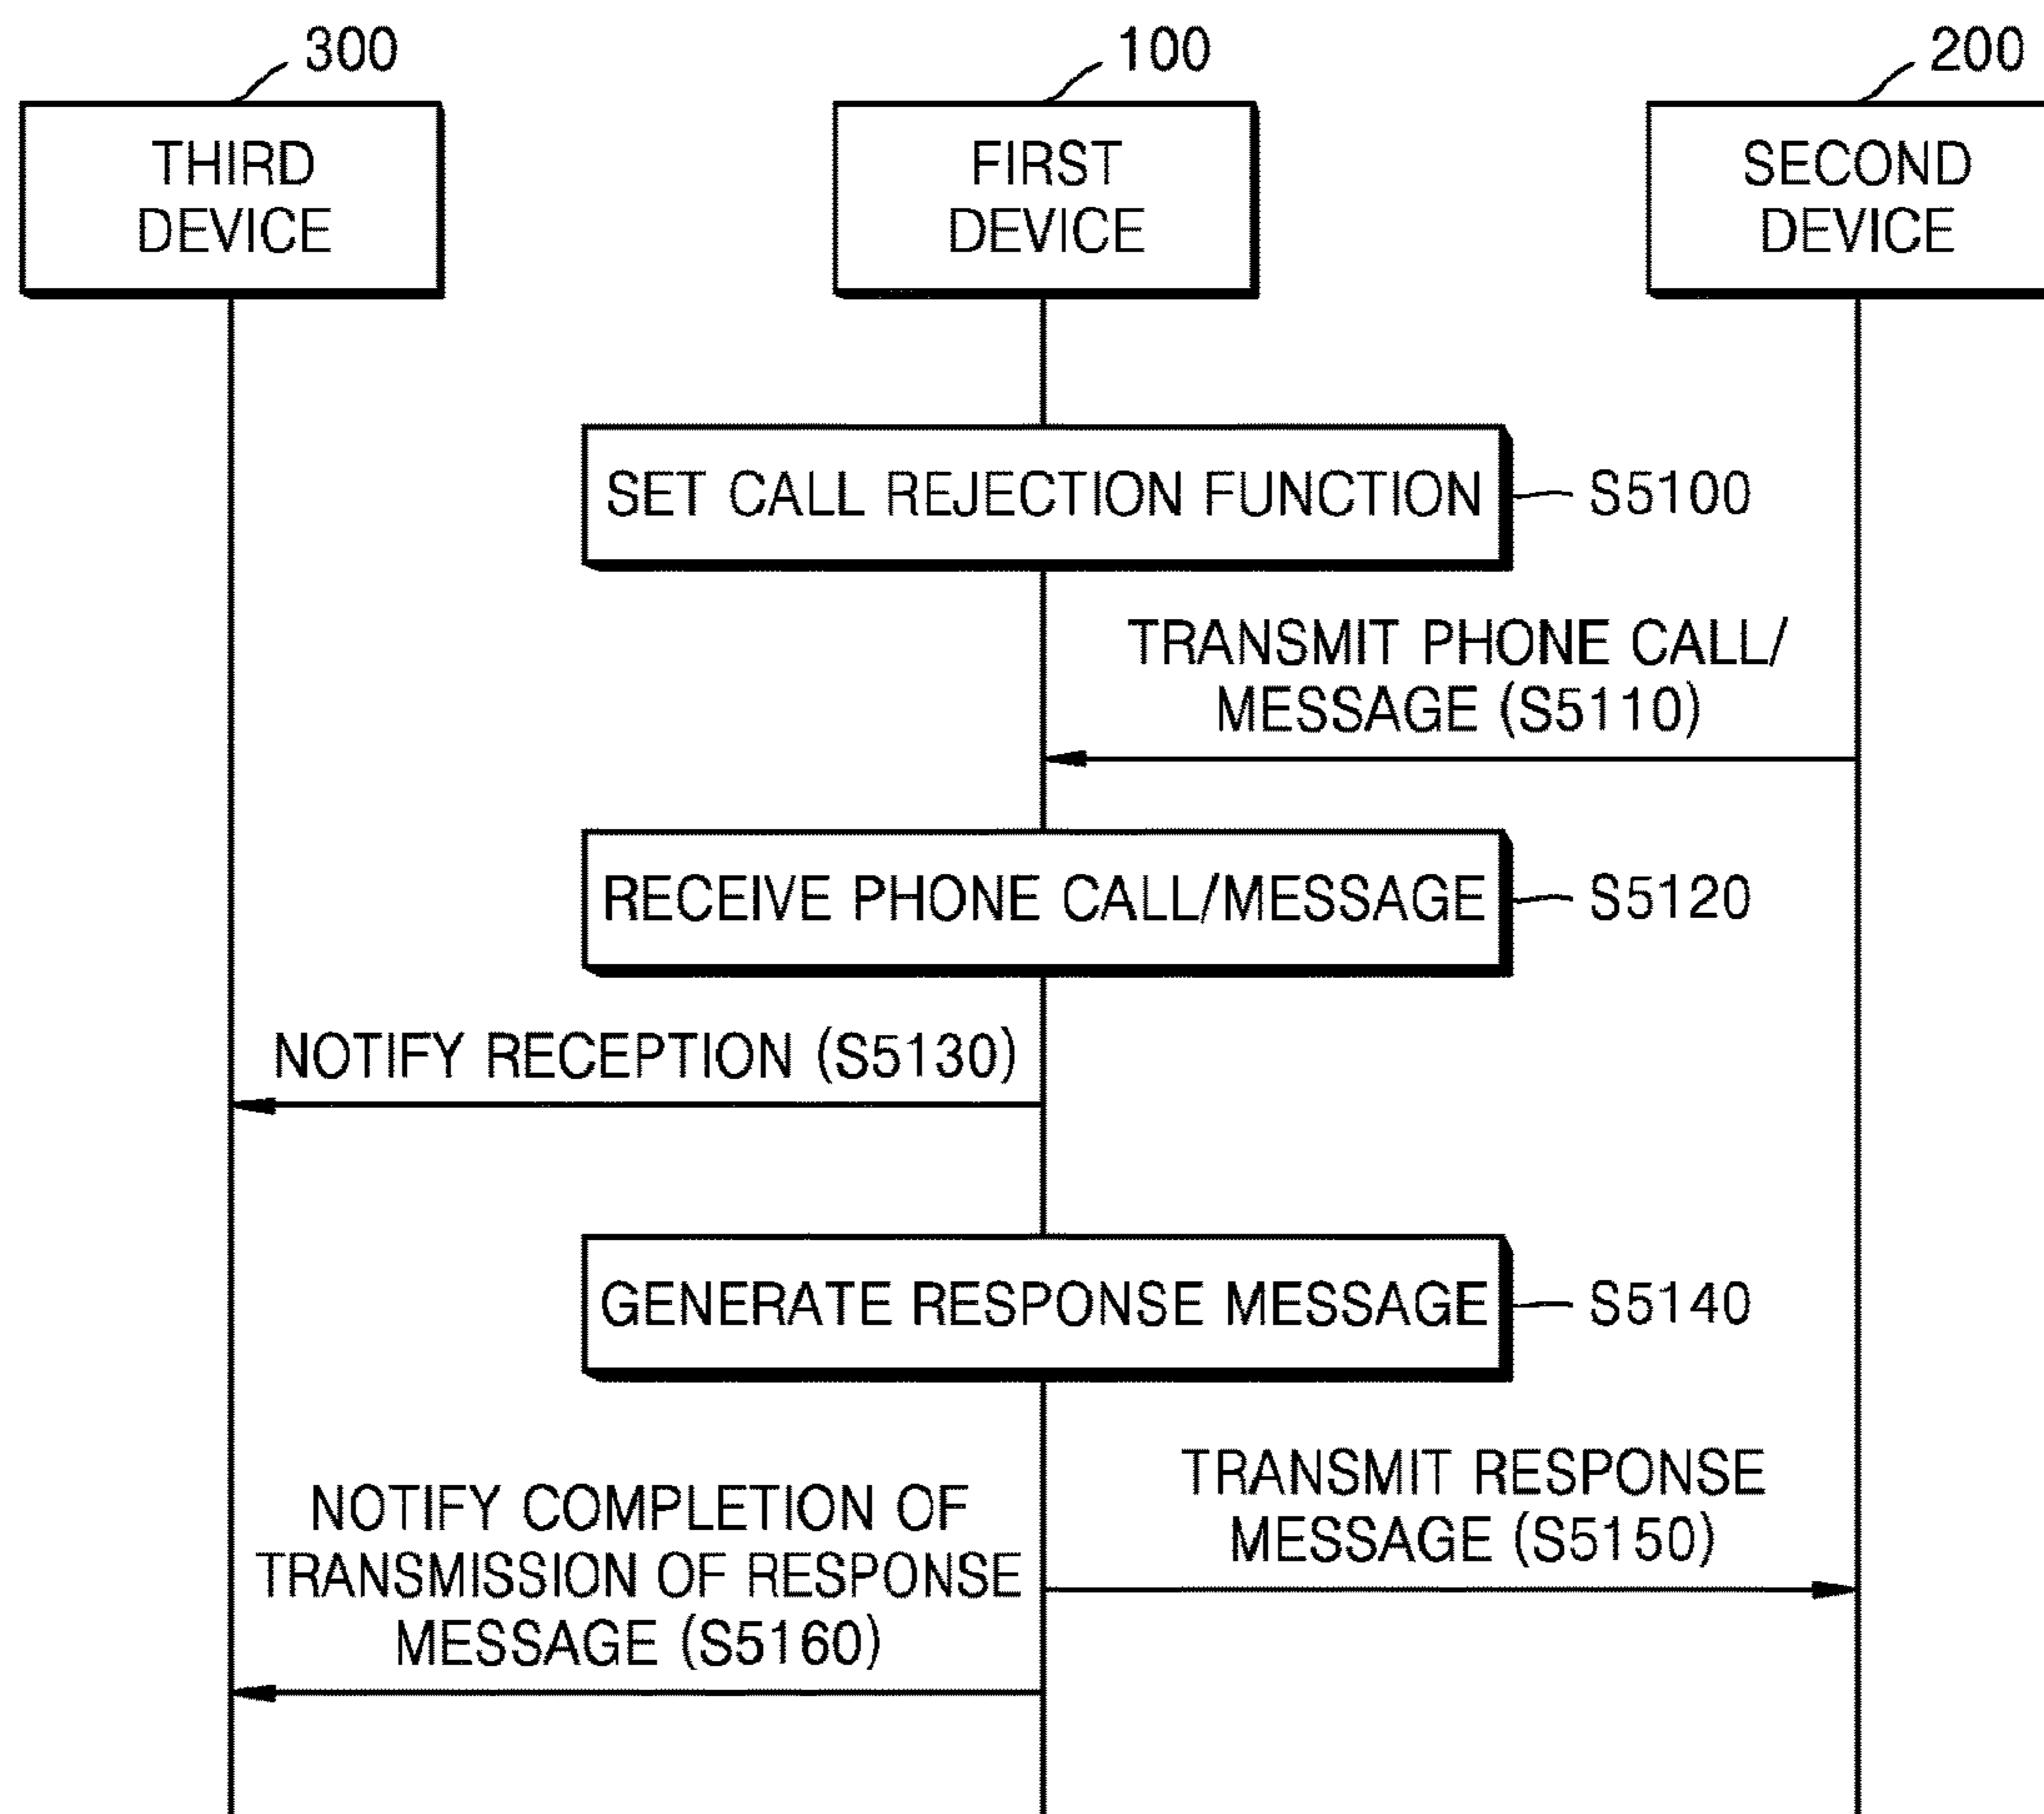 300
100
200
THIRD
DEVICE
FIRST
DEVICE
SECOND
DEVICE
SET CALL REJECTION FUNCTION
S5100
TRANSMIT PHONE CALL/
MESSAGE (S5110)
RECEIVE PHONE CALL/MESSAGE
S5120
NOTIFY RECEPTION (S5130)
GENERATE RESPONSE MESSAGE
S5140
TRANSMIT RESPONSE
MESSAGE (S5150)
NOTIFY COMPLETION OF
TRANSMISSION OF RESPONSE
MESSAGE (S5160)